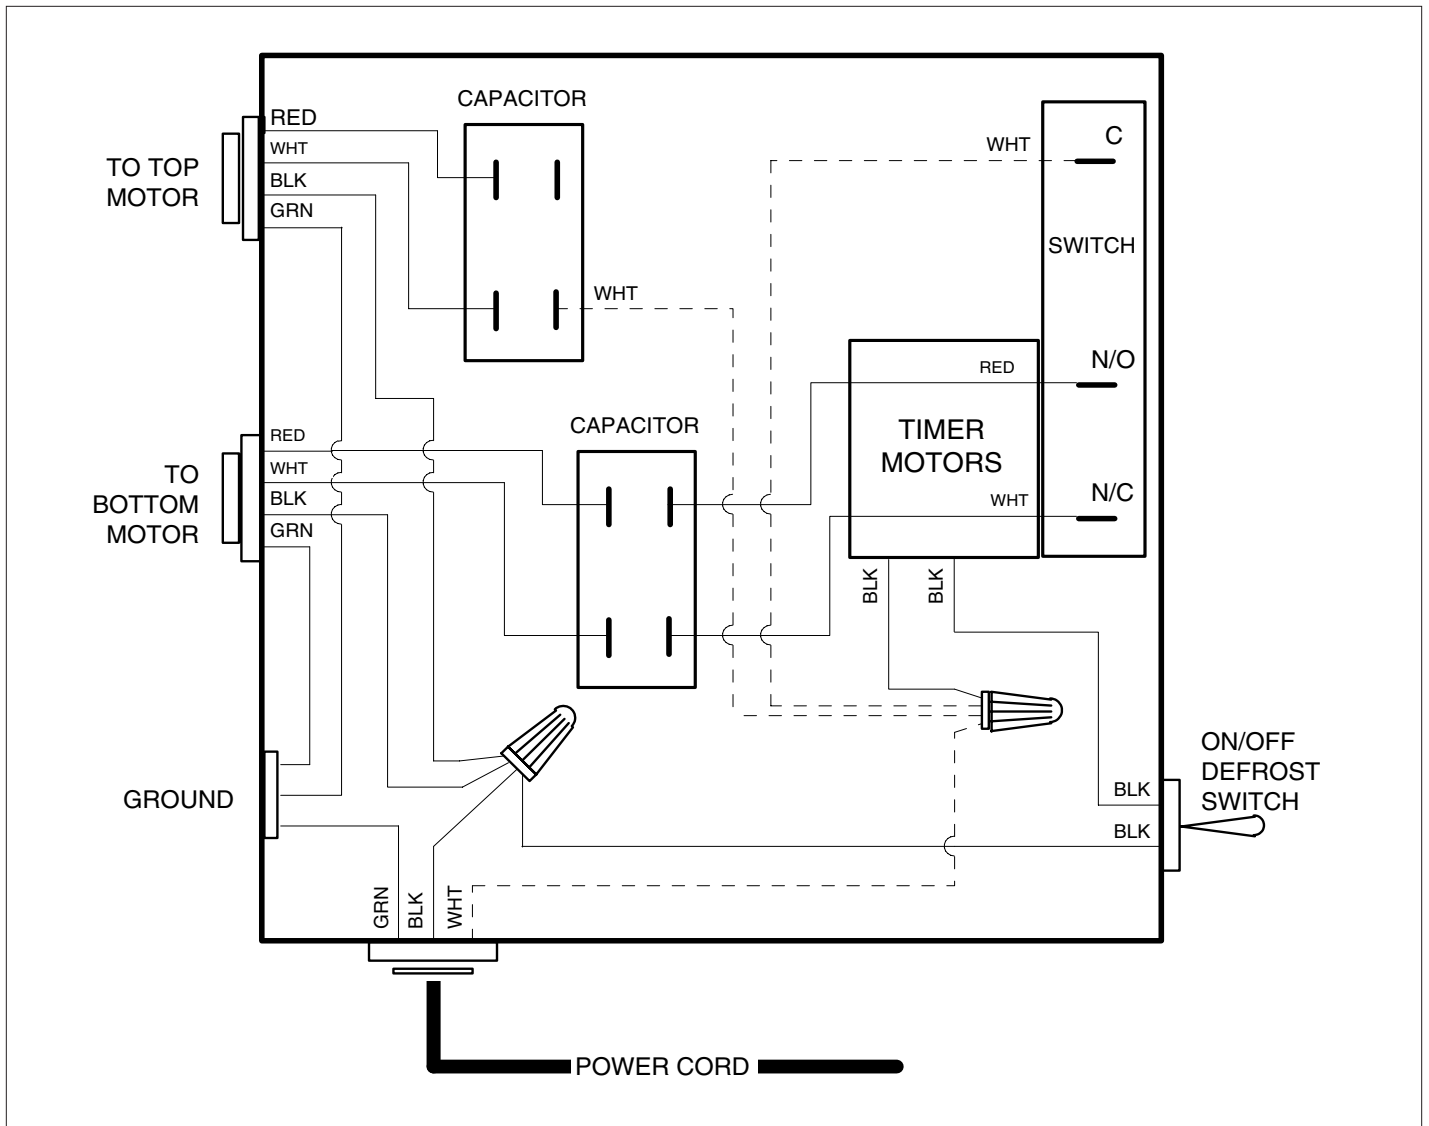 CAPACITOR
RED
WHT
BLK
GRN
TO TOP
MOTOR
WHT
C
SWITCH
WHT
N/O
RED
CAPACITOR
TIMER
MOTORS
RED
WHT
BLK
GRN
TO
BOTTOM
MOTOR
WHT
N/C
BLK
BLK
ON/OFF
DEFROST
SWITCH
BLK
BLK
GROUND
GRN
BLK
WHT
POWER CORD